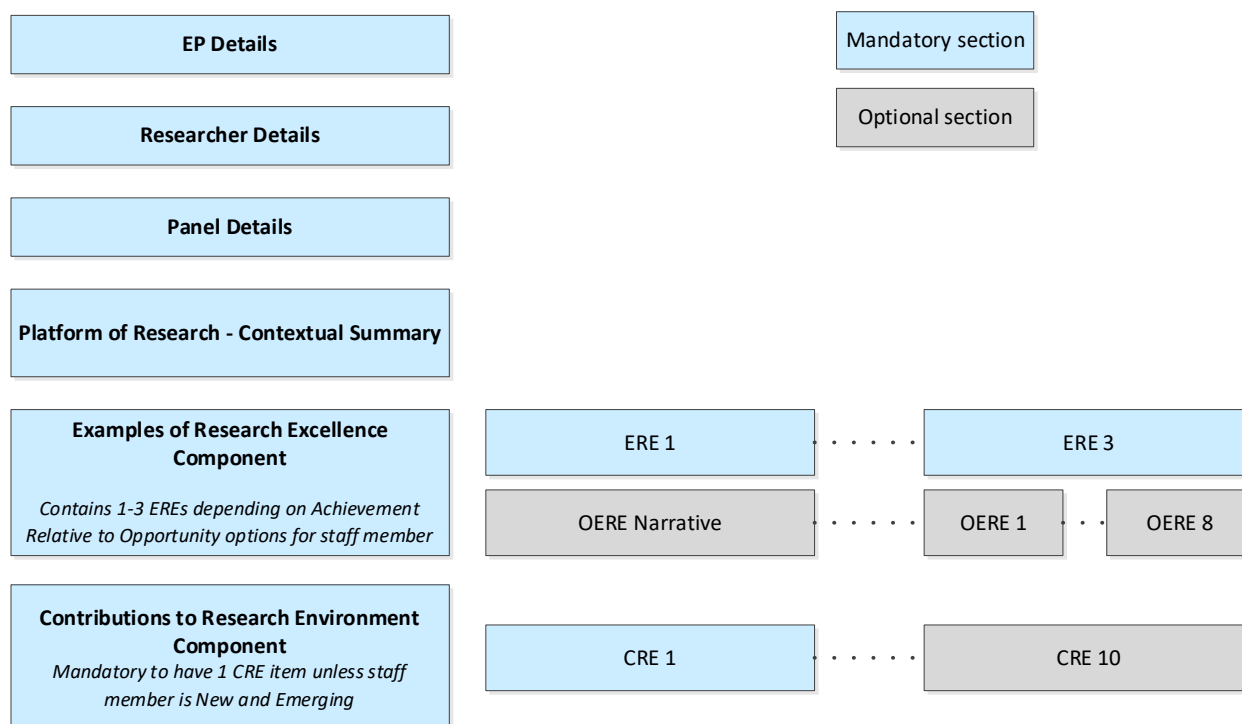 EP Details
Mandatory section
Optional section
Researcher Details
Panel Details
Platform of Research - Contextual Summary
Examples of Research Excellence
Component
Contains 1-3 EREs depending on Achievement
Relative to Opportunity options for staff member
ERE 1
ERE 3
OERE Narrative
OERE 1
OERE 8
Contributions to Research Environment
Component
Mandatory to have 1 CRE item unless staff
member is New and Emerging
CRE 1
CRE 10